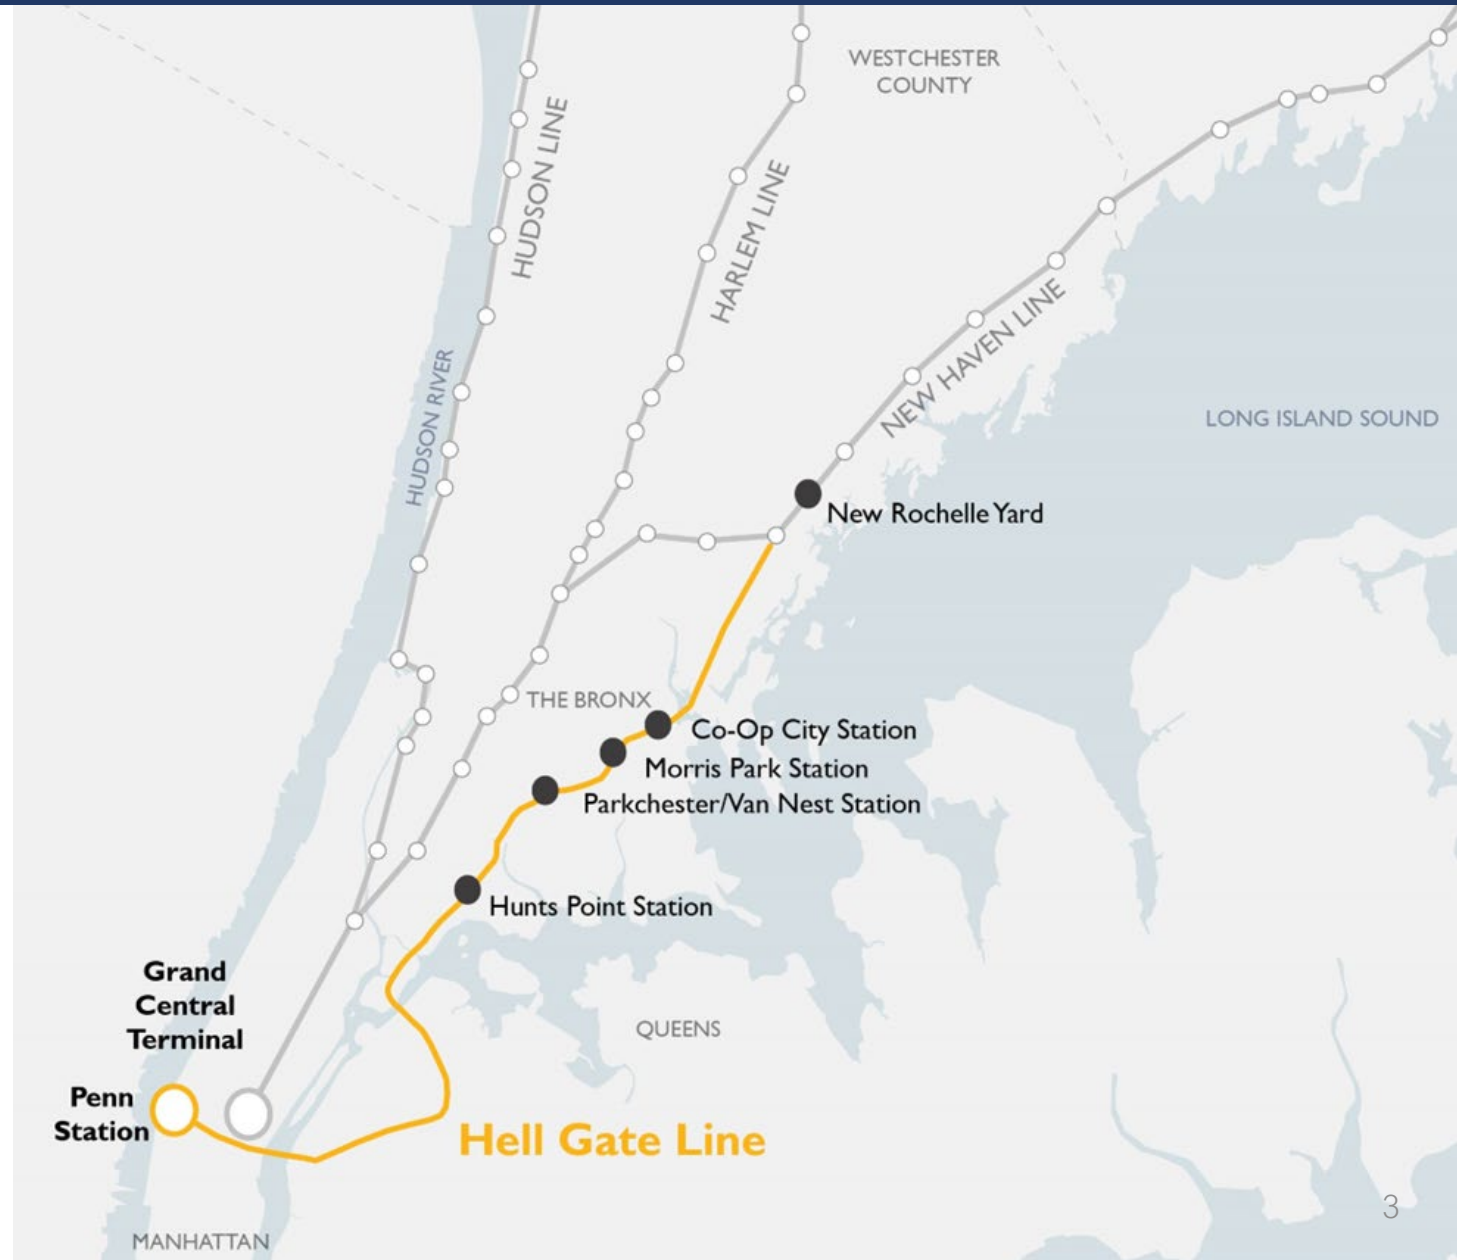 WESTCHESTER
COUNTY
HUDSON LINE
HARLEM LINE
NEW HAVEN LINE
HUDSON RIVER
LONG ISLAND SOUND
New Rochelle Yard
THE BRONX
Co-Op City Station
Morris Park Station
Parkchester/Van Nest Station
Hunts Point Station
Grand
Central
Terminal
QUEENS
Penn
Station
Hell Gate Line
3
MANHATTAN